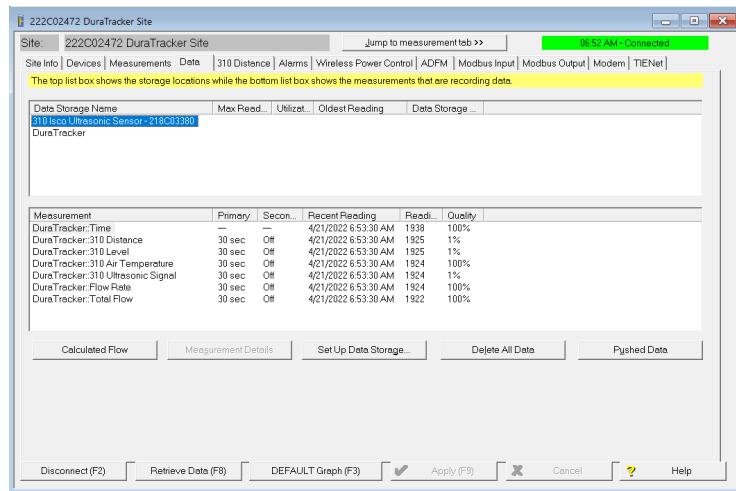 222C02472 DuraTracker Site
Site: 222C02472 DuraTracker Site Jump to measurement tab >> 06:52 AM - Connected
Site Info Devices Measurements Data 310 Distance Alarms Wireless Power Control ADFM Modbus Input Modbus Output Modem TIENet
The top list box shows the storage locations while the bottom list box shows the measurements that are recording data.
Data Storage Name Max Read... Utilizat... Oldest Reading Data Storage ...
310 Isco Ultrasonic Sensor - 218C03380
DuraTracker
Measurement Primary Secon... Recent Reading Readi... Quality
DuraTracker::Time — — 4/21/2022 6:53:30 AM 1938 100%
DuraTracker::310 Distance 30 sec Off 4/21/2022 6:53:30 AM 1925 1%
DuraTracker::310 Level 30 sec Off 4/21/2022 6:53:30 AM 1925 1%
DuraTracker::310 Air Temperature 30 sec Off 4/21/2022 6:53:30 AM 1924 100%
DuraTracker::310 Ultrasonic Signal 30 sec Off 4/21/2022 6:53:30 AM 1924 1%
DuraTracker::Flow Rate 30 sec Off 4/21/2022 6:53:30 AM 1924 100%
DuraTracker::Total Flow 30 sec Off 4/21/2022 6:53:30 AM 1922 100%
Calculated Flow Measurement Details Set Up Data Storage... Delete All Data Pushed Data
Disconnect (F2) Retrieve Data (F8) DEFAULT Graph (F3) Apply (F9) Cancel ? Help